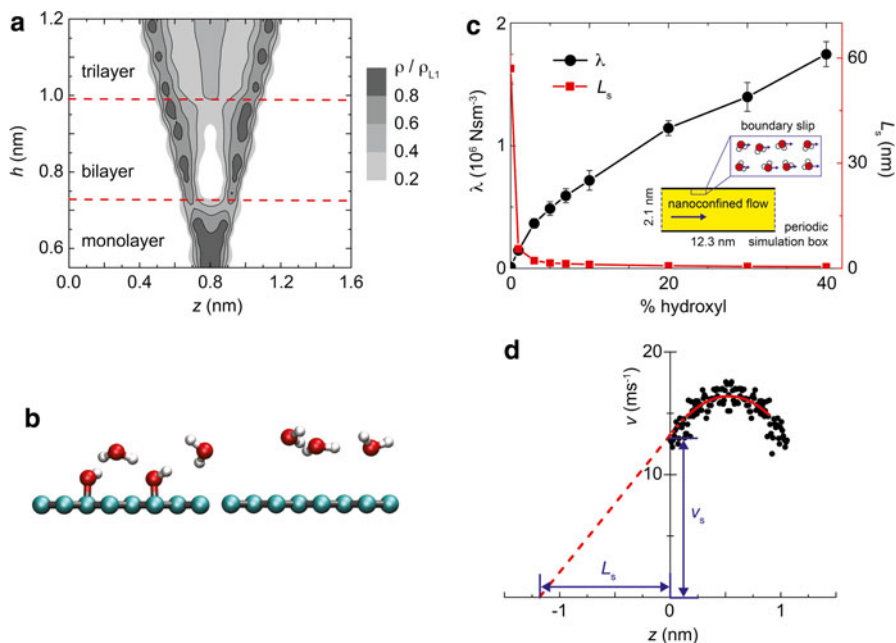 a
1.2
1.0
0.8
0.6
h (nm)
trilayer
bilayer
monolayer
ρ / ρL1
0.8
0.6
0.4
0.2
0.0
0.4
0.8
1.2
1.6
z (nm)
b
c
2
1
0
λ (10⁶ Nsm⁻³)
λ
Ls
60
30
0
Ls (nm)
boundary slip
nanoconfined flow
2.1 nm
12.3 nm
periodic
simulation box
0
20
40
% hydroxyl
d
20
10
v (ms⁻¹)
vs
Ls
-1
0
1
z (nm)